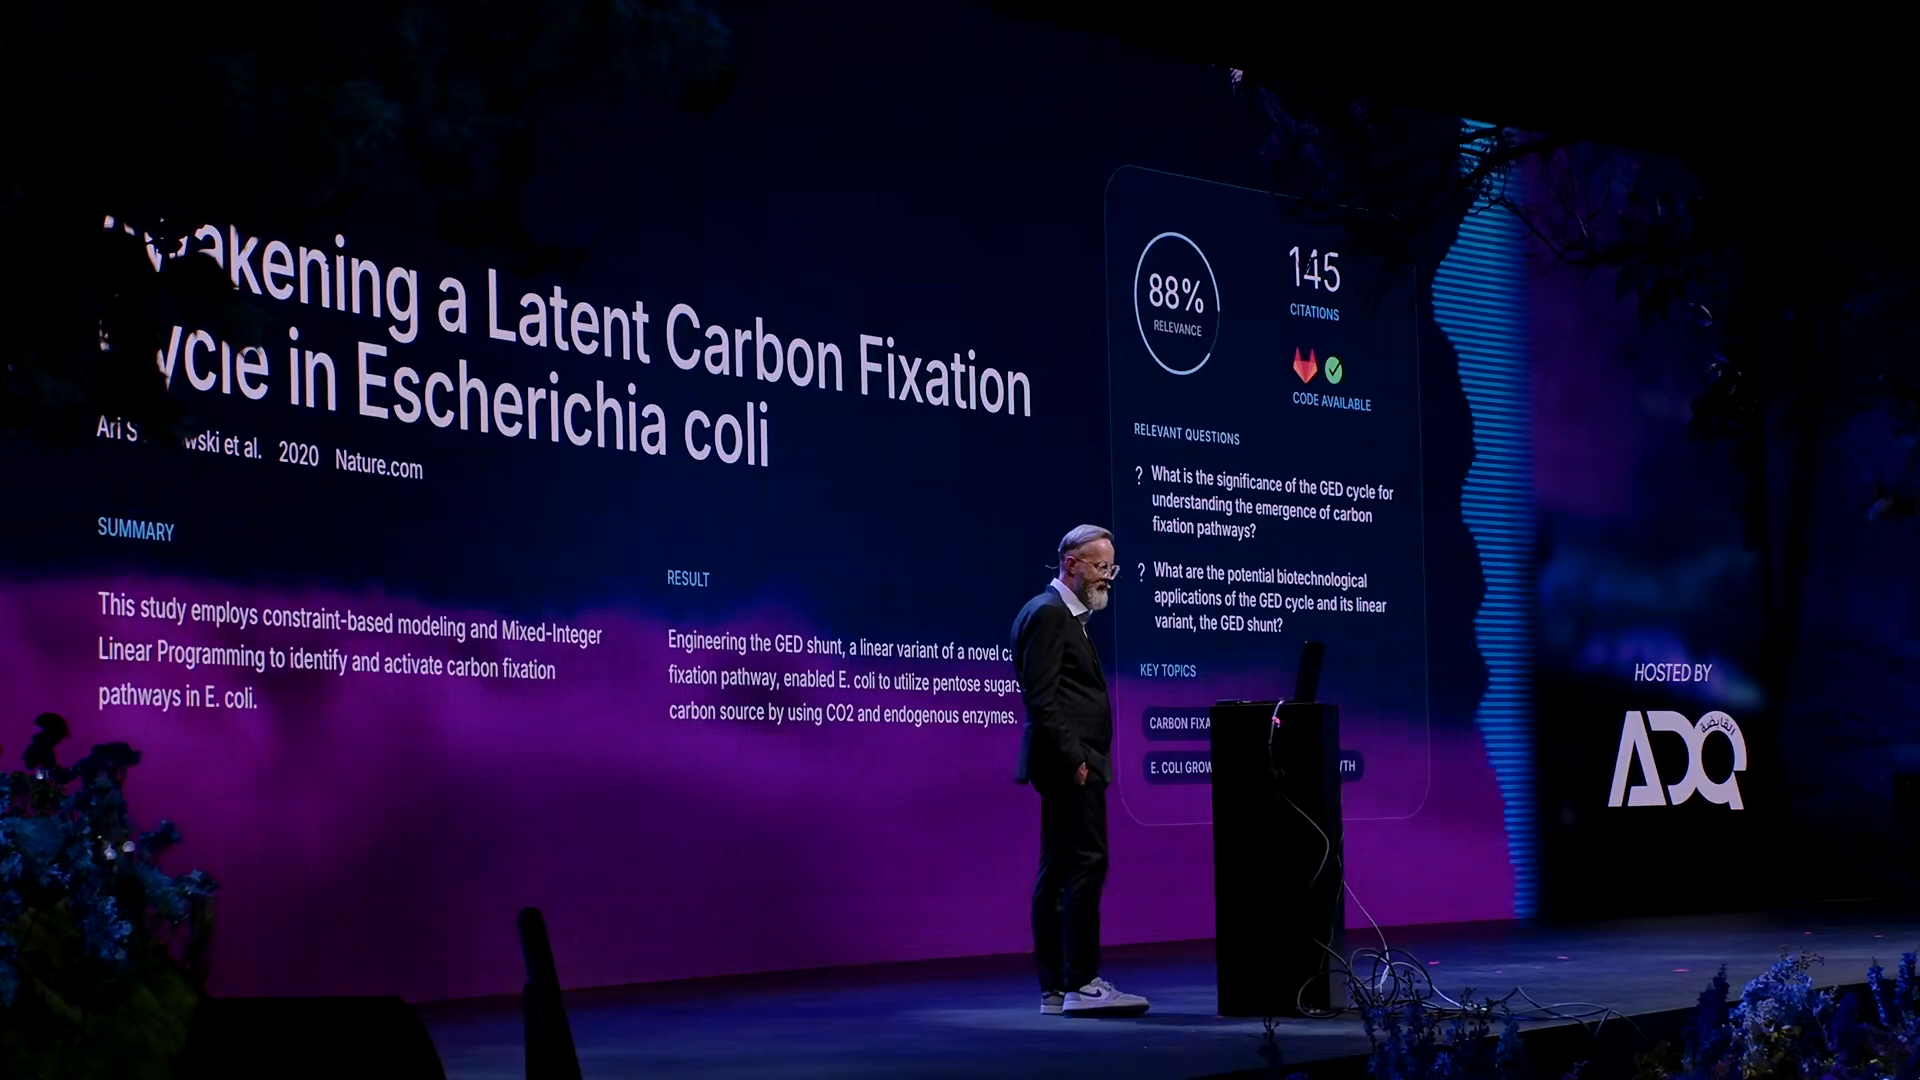 akening a Latent Carbon Fixation
ycle in Escherichia coli
Ari S wski et al. 2020 Nature.com
SUMMARY
This study employs constraint-based modeling and Mixed-Integer
Linear Programming to identify and activate carbon fixation
pathways in E. coli.
RESULT
Engineering the GED shunt, a linear variant of a novel ca
fixation pathway, enabled E. coli to utilize pentose sugars
carbon source by using CO2 and endogenous enzymes.
88%
RELEVANCE
145
CITATIONS
CODE AVAILABLE
RELEVANT QUESTIONS
? What is the significance of the GED cycle for
understanding the emergence of carbon
fixation pathways?
? What are the potential biotechnological
applications of the GED cycle and its linear
variant, the GED shunt?
KEY TOPICS
CARBON FIXA
E. COLI GROW WTH
HOSTED BY
القابضة
ADQ